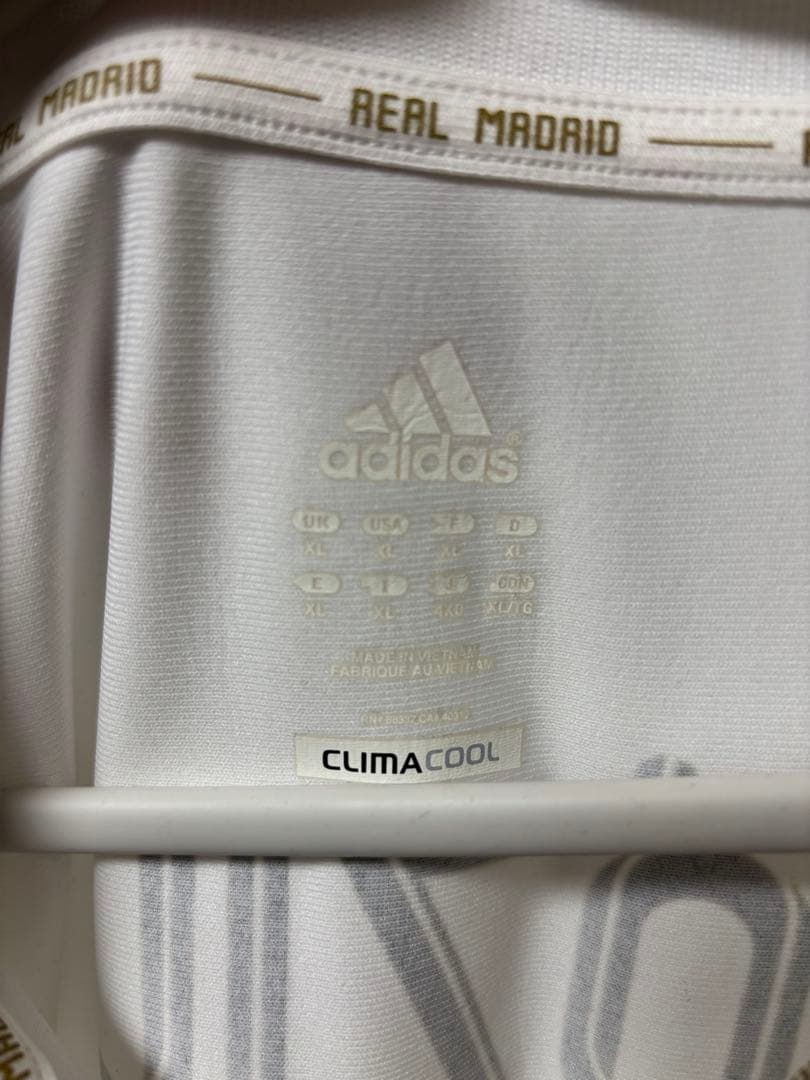 REAL MADRID REAL MADRID
adidas®
UK USA F D
XL XL XL XL
E I J CDN
XL XL 4XO XL/TG
MADE IN VIETNAM
FABRIQUE AU VIETNAM
CLIMACOOL